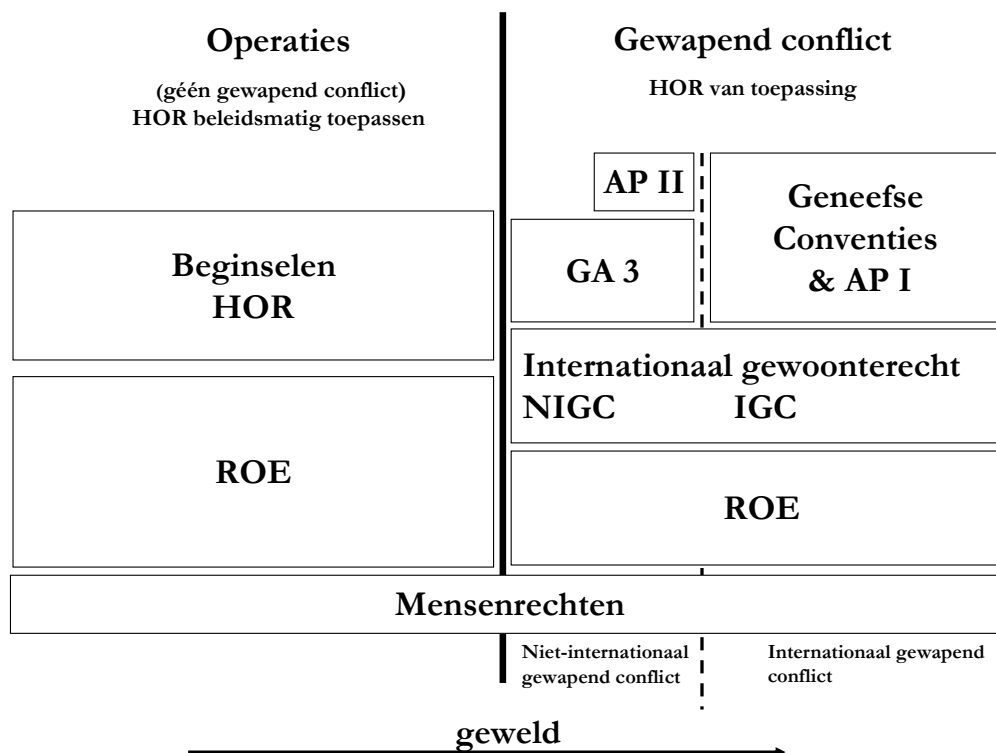 Operaties
(géén gewapend conflict)
HOR beleidsmatig toepassen
Gewapend conflict
HOR van toepassing
Beginselen
HOR
ROE
AP II
GA 3
Geneefse
Conventies
& AP I
Internationaal gewoonterecht
NIGC IGC
ROE
Mensenrechten
Niet-internationaal
gewapend conflict
Internationaal gewapend
conflict
geweld